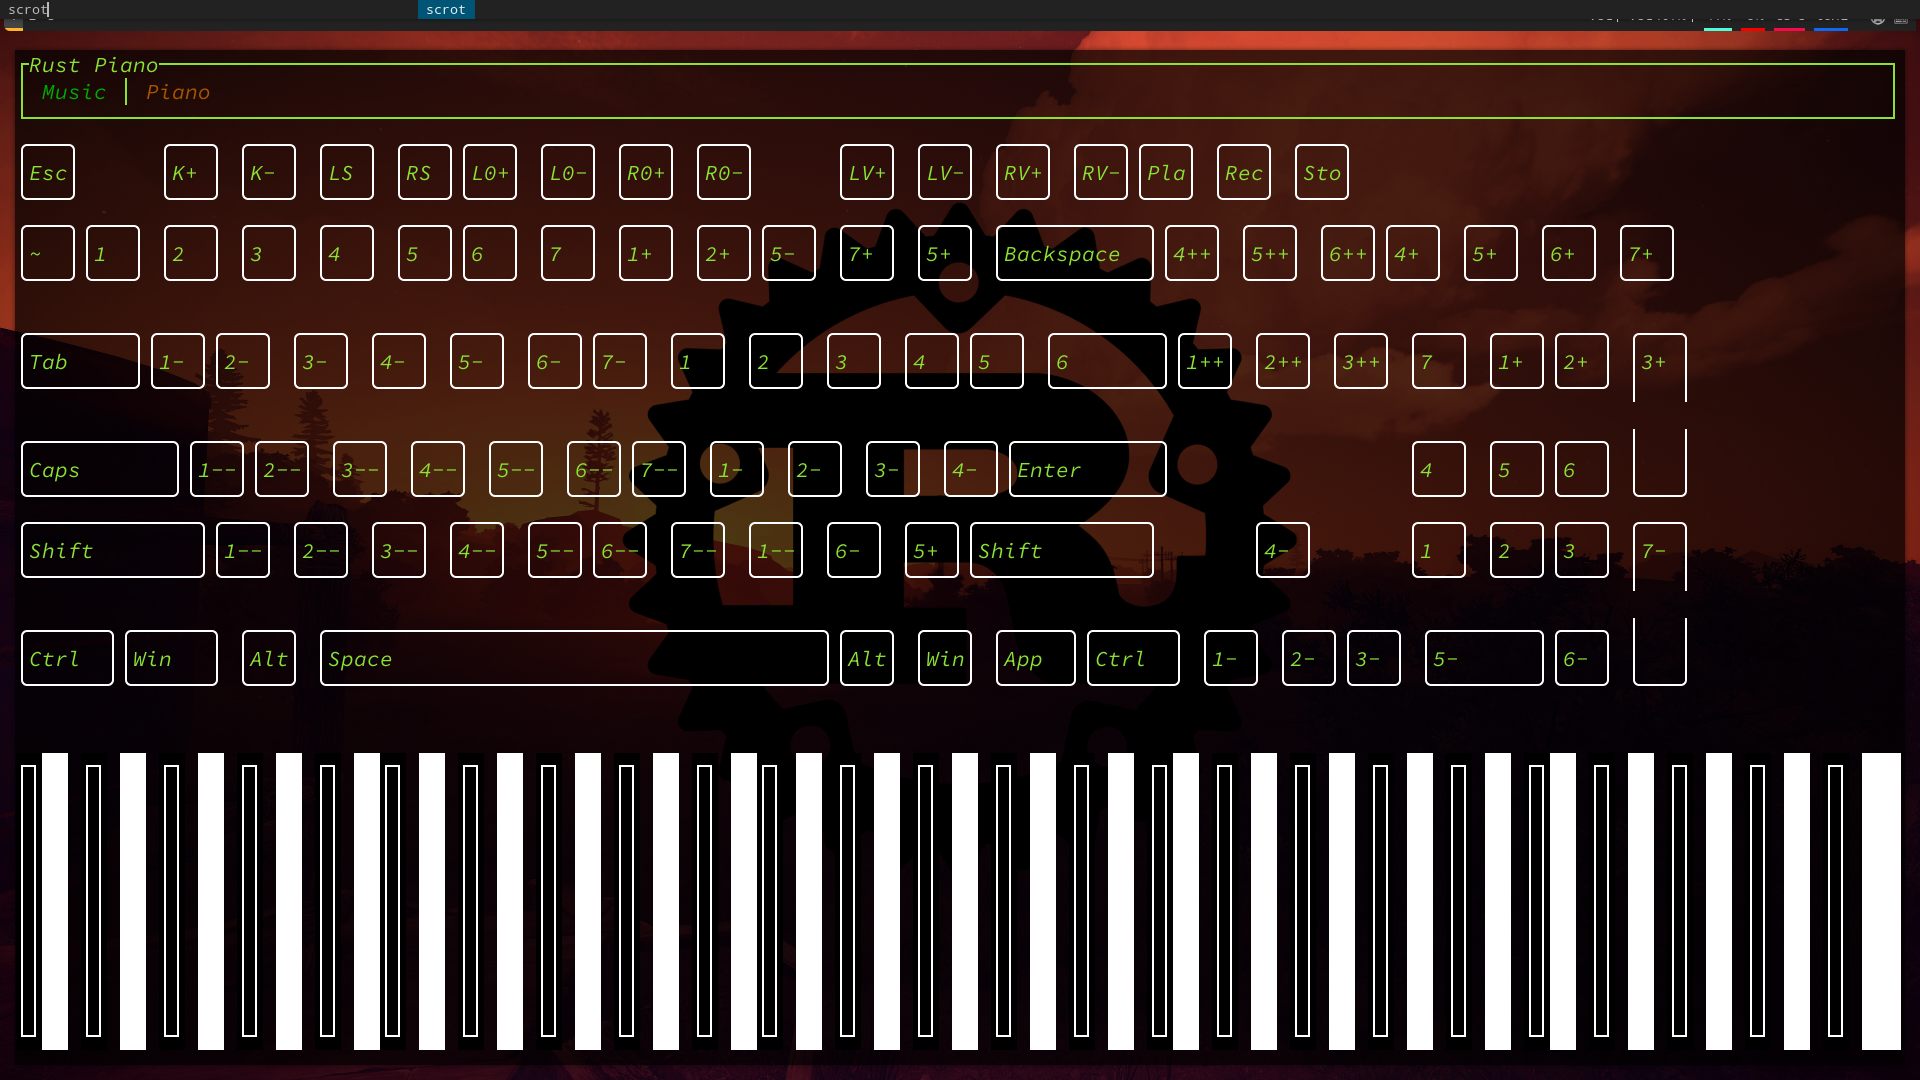 scrot scrot
Rust Piano
Music Piano
Esc K+ K- LS RS L0+ L0- R0+ R0- LV+ LV- RV+ RV- Pla Rec Sto
~ 1 2 3 4 5 6 7 1+ 2+ 5- 7+ 5+ Backspace 4++ 5++ 6++ 4+ 5+ 6+ 7+
Tab 1- 2- 3- 4- 5- 6- 7- 1 2 3 4 5 6 1++ 2++ 3++ 7 1+ 2+ 3+
Caps 1-- 2-- 3-- 4-- 5-- 6-- 7-- 1- 2- 3- 4- Enter 4 5 6
Shift 1-- 2-- 3-- 4-- 5-- 6-- 7-- 1-- 6- 5+ Shift 4- 1 2 3 7-
Ctrl Win Alt Space Alt Win App Ctrl 1- 2- 3- 5- 6-